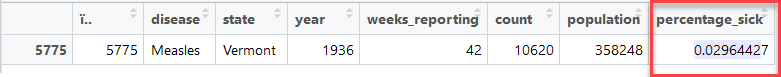 ï.. disease state year weeks_reporting count population percentage_sick
5775 5775 Measles Vermont 1936 42 10620 358248 0.02964427